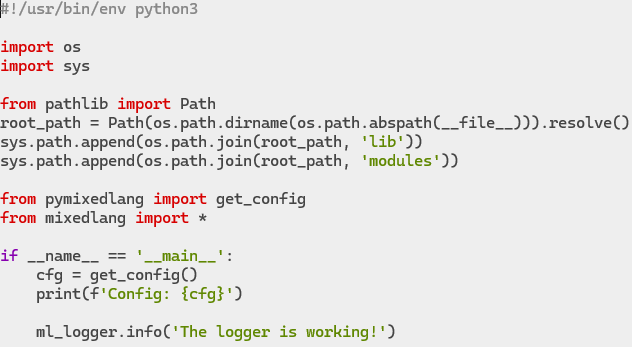 #!/usr/bin/env python3

import os
import sys

from pathlib import Path
root_path = Path(os.path.dirname(os.path.abspath(__file__))).resolve()
sys.path.append(os.path.join(root_path, 'lib'))
sys.path.append(os.path.join(root_path, 'modules'))

from pymixedlang import get_config
from mixedlang import *

if __name__ == '__main__':
    cfg = get_config()
    print(f'Config: {cfg}')

    ml_logger.info('The logger is working!')